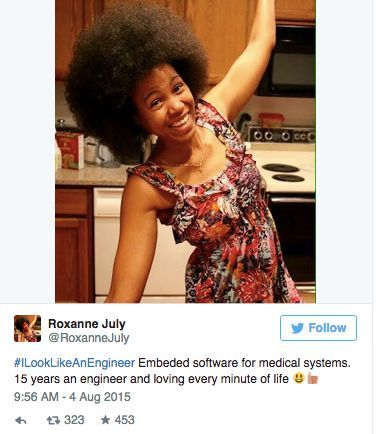 Roxanne July
@RoxanneJuly
Follow
#ILookLikeAnEngineer Embeded software for medical systems.
15 years an engineer and loving every minute of life 😃👍
9:56 AM - 4 Aug 2015
323 453